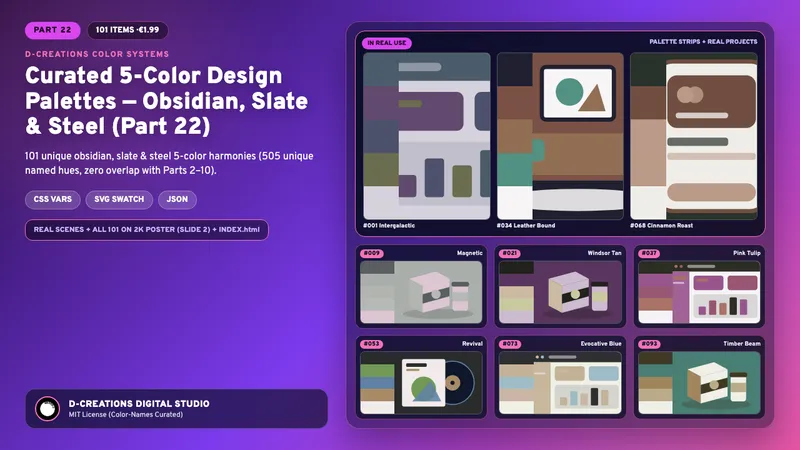 PART 22
101 ITEMS ·€1.99
D-CREATIONS COLOR SYSTEMS
Curated 5-Color Design
Palettes – Obsidian, Slate
& Steel (Part 22)
101 unique obsidian, slate & steel 5-color harmonies (505 unique
named hues, zero overlap with Parts 2–10).
CSS VARS
SVG SWATCH
JSON
REAL SCENES + ALL 101 ON 2K POSTER (SLIDE 2) + INDEX.html
D-CREATIONS DIGITAL STUDIO
MIT License (Color-Names Curated)
IN REAL USE
PALETTE STRIPS + REAL PROJECTS
#001 Intergalactic
#034 Leather Bound
#068 Cinnamon Roast
#009
Magnetic
#021
Windsor Tan
#037
Pink Tulip
#053
Revival
#073
Evocative Blue
#093
Timber Beam